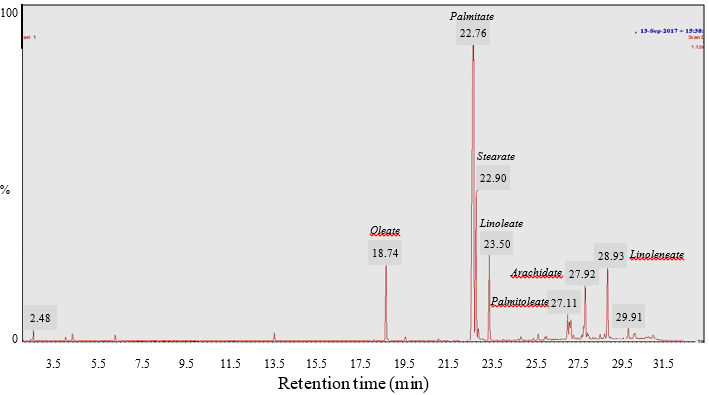 100
Palmitate
22.76
, 13-Sep-2017 + 15:38:
Scan E
1.12e
Stearate
22.90
%
Linoleate
23.50
Oleate
18.74
28.93 Linoleneate
Arachidate 27.92
Palmitoleate 27.11
2.48
29.91
0
3.5 5.5 7.5 9.5 11.5 13.5 15.5 17.5 19.5 21.5 23.5 25.5 27.5 29.5 31.5
Retention time (min)